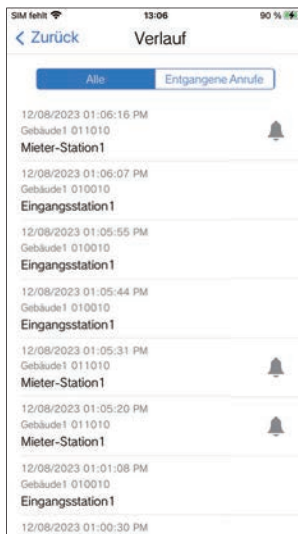 SIM fehlt 13:06 90 %
Zurück Verlauf
Alle Entgangene Anrufe
12/08/2023 01:06:16 PM
Gebäude1 011010
Mieter-Station1
12/08/2023 01:06:07 PM
Gebäude1 010010
Eingangsstation1
12/08/2023 01:05:55 PM
Gebäude1 010010
Eingangsstation1
12/08/2023 01:05:44 PM
Gebäude1 010010
Eingangsstation1
12/08/2023 01:05:31 PM
Gebäude1 011010
Mieter-Station1
12/08/2023 01:05:20 PM
Gebäude1 011010
Mieter-Station1
12/08/2023 01:01:08 PM
Gebäude1 010010
Eingangsstation1
12/08/2023 01:00:30 PM